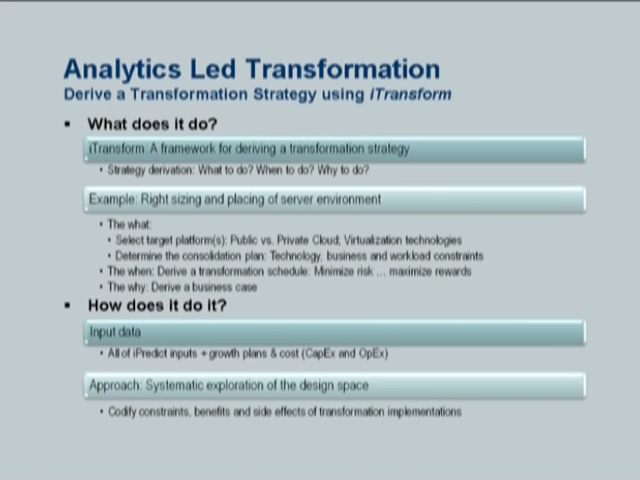 Analytics Led Transformation
Derive a Transformation Strategy using iTransform
▪ What does it do?
iTransform: A framework for deriving a transformation strategy
• Strategy derivation: What to do? When to do? Why to do?
Example: Right sizing and placing of server environment
• The what:
• Select target platform(s): Public vs. Private Cloud; Virtualization technologies
• Determine the consolidation plan: Technology, business and workload constraints
• The when: Derive a transformation schedule: Minimize risk ... maximize rewards
• The why: Derive a business case
▪ How does it do it?
Input data
• All of iPredict inputs + growth plans & cost (CapEx and OpEx)
Approach: Systematic exploration of the design space
• Codify constraints, benefits and side effects of transformation implementations